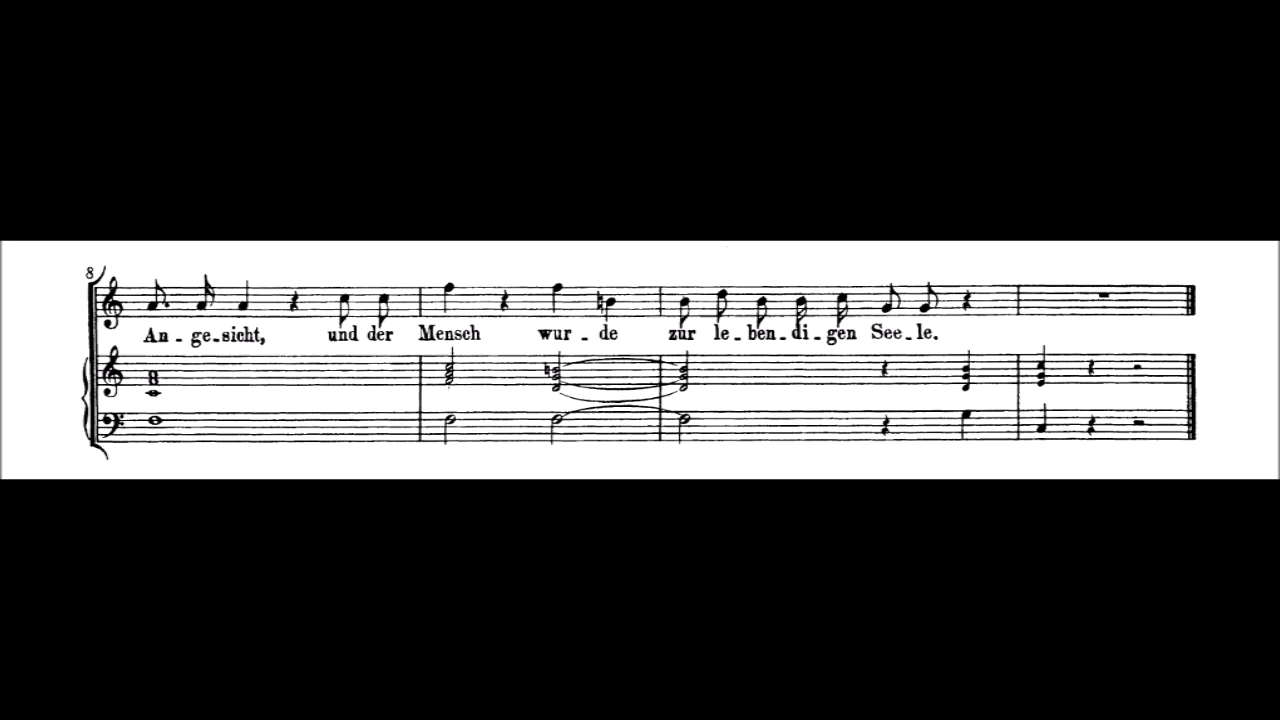 8
An - ge - sicht, und der Mensch wur - de zur le - ben - di - gen See - le.